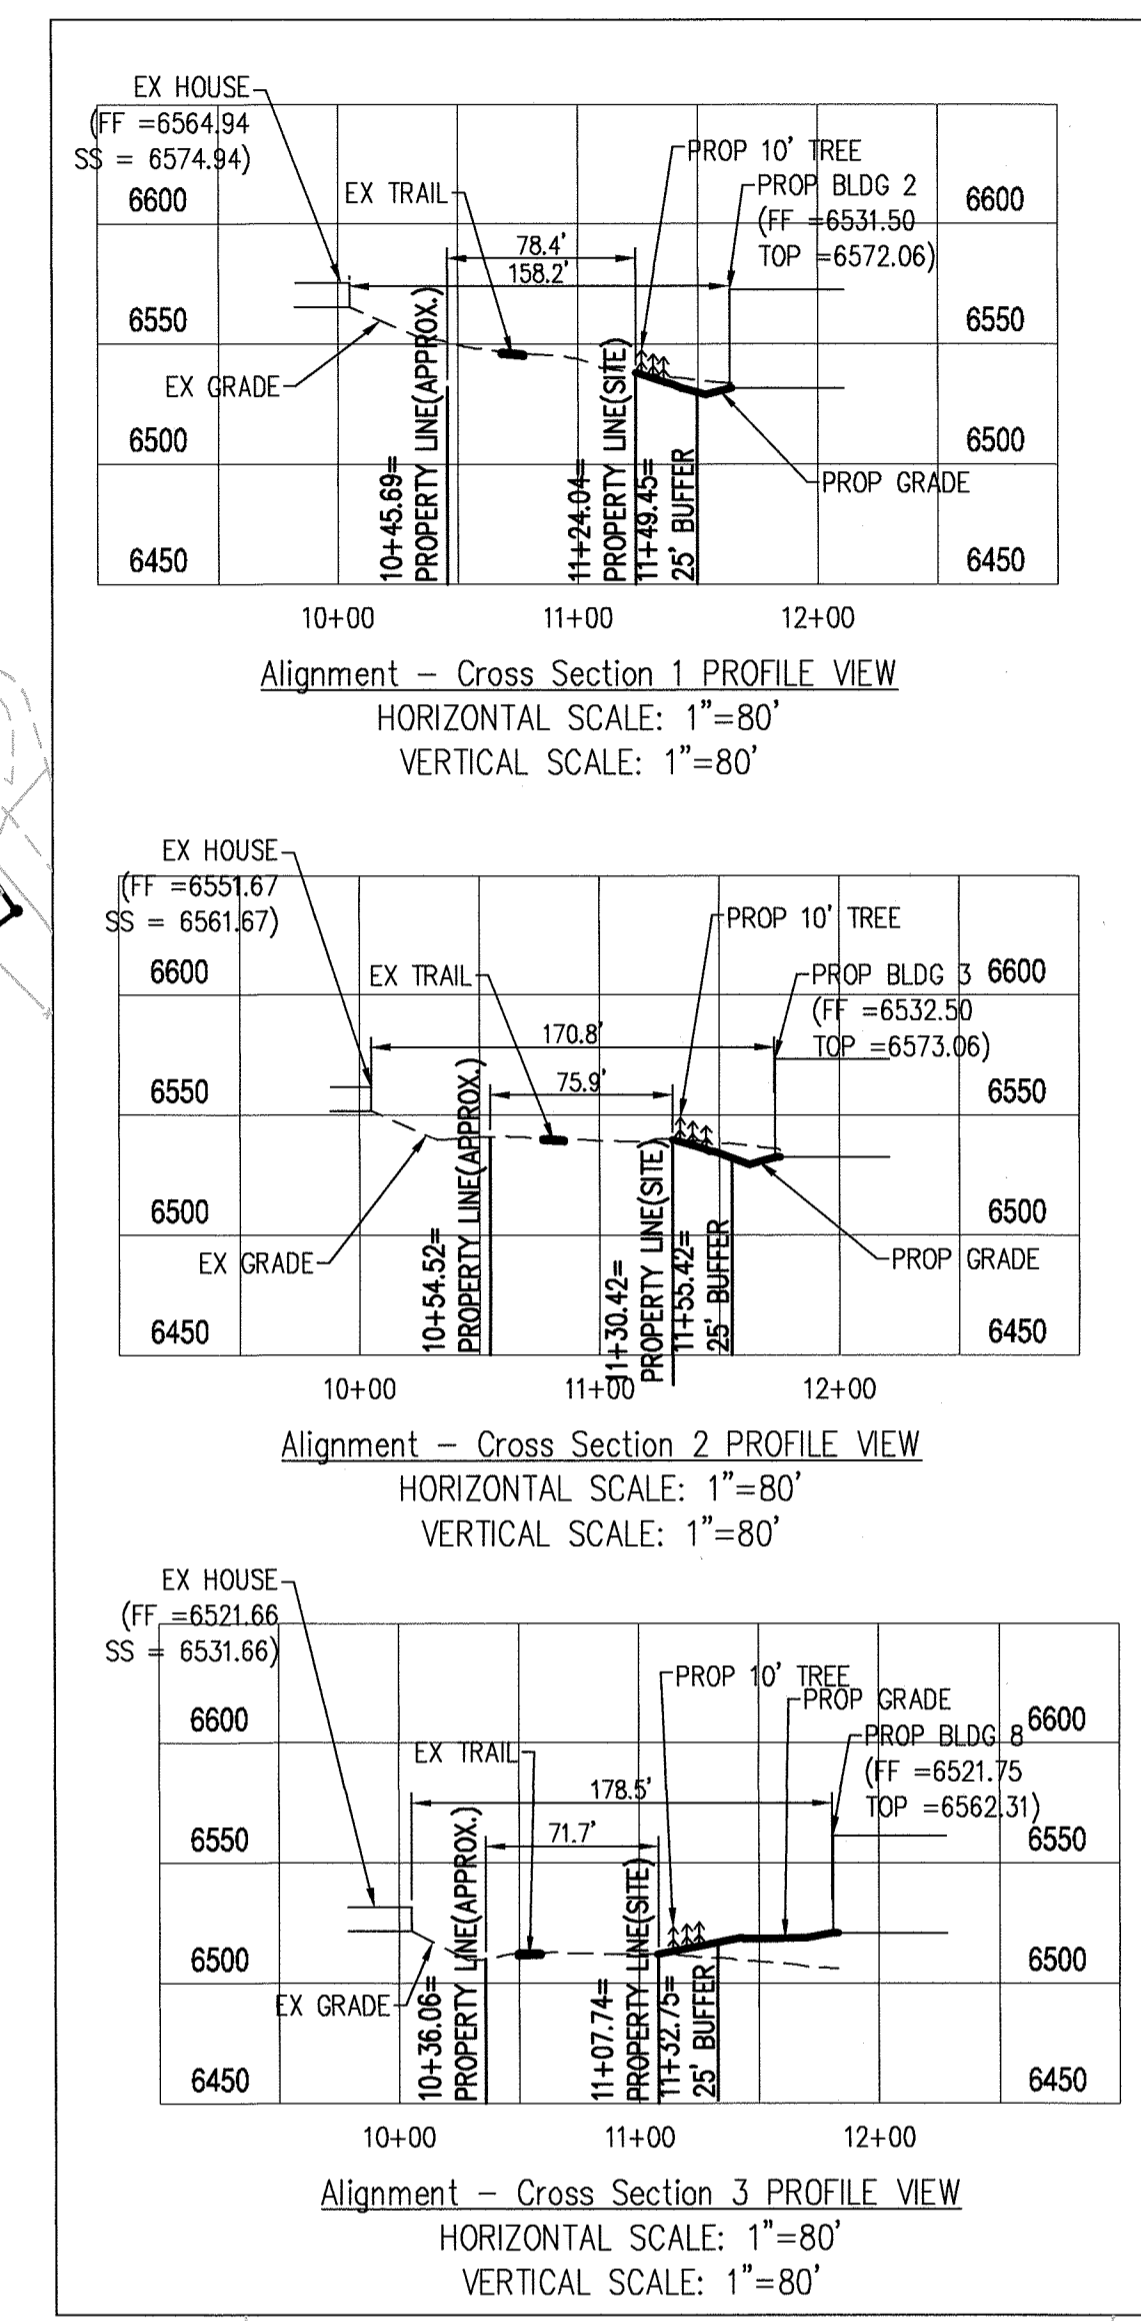 EX HOUSE
(FF =6564.94
SS = 6574.94)
EX TRAIL
PROP 10' TREE
PROP BLDG 2
(FF =6531.50
TOP =6572.06)
6600
6600
78.4'
158.2'
6550
6550
EX GRADE
6500
6500
PROP GRADE
6450
6450
10+45.69=
PROPERTY LINE(APPROX.)
11+24.04=
PROPERTY LINE(SITE)
11+49.45=
25' BUFFER
10+00
11+00
12+00
Alignment – Cross Section 1 PROFILE VIEW
HORIZONTAL SCALE: 1"=80'
VERTICAL SCALE: 1"=80'
EX HOUSE
(FF =6551.67
SS = 6561.67)
EX TRAIL
PROP 10' TREE
PROP BLDG 3
(FF =6532.50
TOP =6573.06)
6600
6600
170.8'
75.9'
6550
6550
6500
6500
EX GRADE
PROP GRADE
6450
6450
10+54.52=
PROPERTY LINE(APPROX.)
11+30.42=
PROPERTY LINE(SITE)
11+55.42=
25' BUFFER
10+00
11+00
12+00
Alignment – Cross Section 2 PROFILE VIEW
HORIZONTAL SCALE: 1"=80'
VERTICAL SCALE: 1"=80'
EX HOUSE
(FF =6521.66
SS = 6531.66)
EX TRAIL
PROP 10' TREE
PROP GRADE
PROP BLDG 8
(FF =6521.75
TOP =6562.31)
6600
6600
178.5'
71.7'
6550
6550
6500
6500
EX GRADE
6450
6450
10+36.06=
PROPERTY LINE(APPROX.)
11+07.74=
PROPERTY LINE(SITE)
11+32.75=
25' BUFFER
10+00
11+00
12+00
Alignment – Cross Section 3 PROFILE VIEW
HORIZONTAL SCALE: 1"=80'
VERTICAL SCALE: 1"=80'